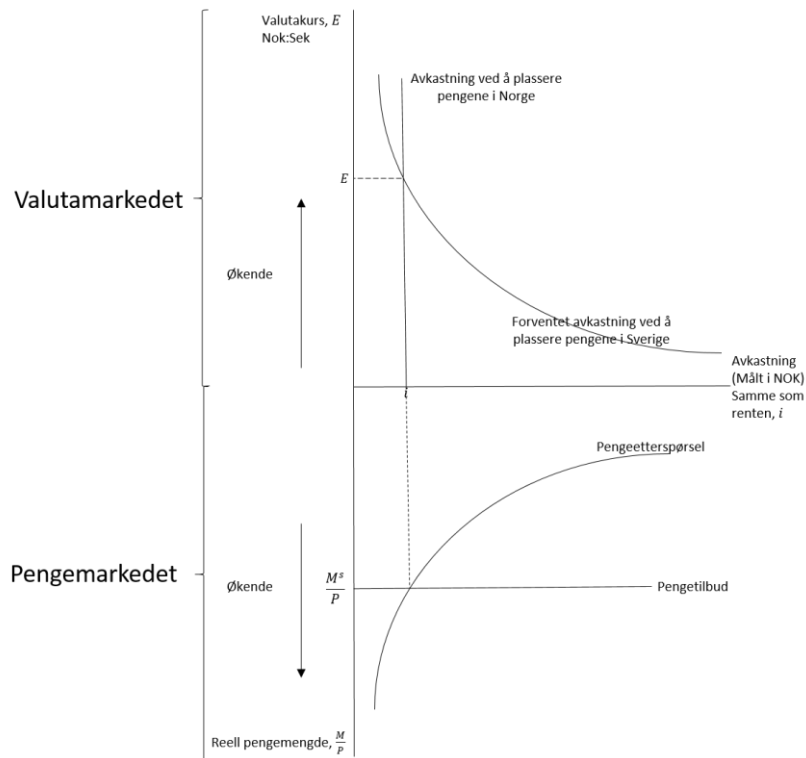 Valutakurs, E
Nok:Sek
Avkastning ved å plassere
pengene i Norge
E
Valutamarkedet
Økende
Forventet avkastning ved å
plassere pengene i Sverige
Avkastning
(Målt i NOK)
Samme som
renten, i
i
Pengeetterspørsel
Pengemarkedet
Økende
M^s/P
Pengetilbud
Reell pengemengde, M/P